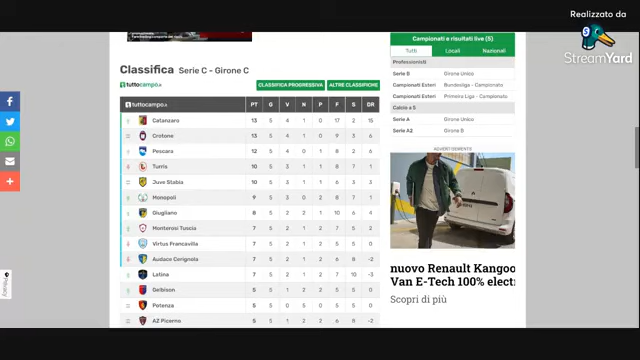 Realizzato da
StreamYard
Campionati e risultati live (5)
Tutti Locali Nazionali
Professionisti
Serie B Girone Unico
Campionati Esteri Bundesliga - Campionato
Campionati Esteri Primeira Liga - Campionato
Calcio a 5
Serie A Girone Unico
Serie A2 Girone B
ADVERTISEMENTS
nuovo Renault Kangoo
Van E-Tech 100% electr
Scopri di più
Classifica Serie C - Girone C
tuttocampo.it CLASSIFICA PROGRESSIVA ALTRE CLASSIFICHE
tuttocampo.it PT G V N P F S DR
Catanzaro 13 5 4 1 0 17 2 15
Crotone 13 5 4 1 0 9 3 6
Pescara 12 5 4 0 1 8 2 6
Turris 10 5 3 1 1 8 7 1
Juve Stabia 10 5 3 1 1 6 3 3
Monopoli 9 5 3 0 2 8 7 1
Giugliano 8 5 2 2 1 10 6 4
Monterosi Tuscia 7 5 2 1 2 7 5 2
Virtus Francavilla 7 5 2 1 2 5 5 0
Audace Cerignola 7 5 2 1 2 6 8 -2
Latina 7 5 2 1 2 7 10 -3
Gelbison 5 5 1 2 2 5 5 0
Potenza 5 5 0 5 0 5 5 0
AZ Picerno 5 5 1 2 2 6 8 -2
Privacy